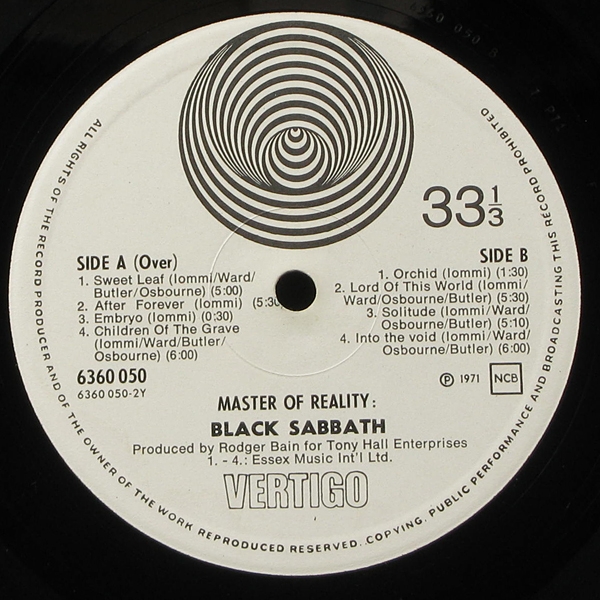 33 1/3
SIDE A (Over)
1. Sweet Leaf (Iommi/Ward/
Butler/Osbourne) (5:00)
2. After Forever (Iommi) (5:30
3. Embryo (Iommi) (0:30)
4. Children Of The Grave
(Iommi/Ward/Butler/
Osbourne) (6:00)
6360 050
6360 050-2Y
SIDE B
1. Orchid (Iommi) (1:30)
2. Lord Of This World (Iommi/
Ward/Osbourne/Butler) (5:30)
3. Solitude (Iommi/Ward/
Osbourne/Butler) (5:10)
4. Into the void (Iommi/Ward/
Osbourne/Butler) (6:00)
Ⓟ 1971 NCB
MASTER OF REALITY:
BLACK SABBATH
Produced by Rodger Bain for Tony Hall Enterprises
1. - 4.: Essex Music Int'l Ltd.
VERTIGO
ALL RIGHTS OF THE RECORD PRODUCER AND OF THE OWNER OF THE WORK REPRODUCED RESERVED. COPYING, PUBLIC PERFORMANCE AND BROADCASTING THIS RECORD PROHIBITED